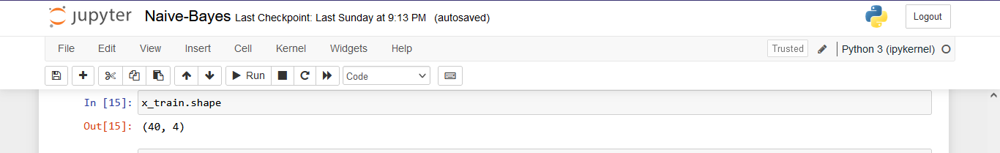 jupyter Naive-Bayes Last Checkpoint: Last Sunday at 9:13 PM (autosaved) Logout
File Edit View Insert Cell Kernel Widgets Help Trusted Python 3 (ipykernel)
Run Code
In [15]: x_train.shape
Out[15]: (40, 4)